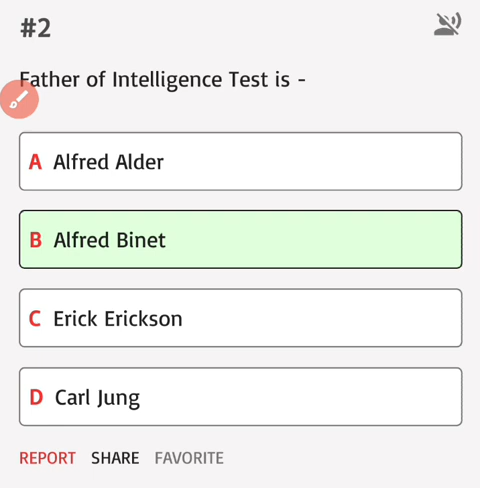 #2
Father of Intelligence Test is -
A Alfred Alder
B Alfred Binet
C Erick Erickson
D Carl Jung
REPORT SHARE FAVORITE